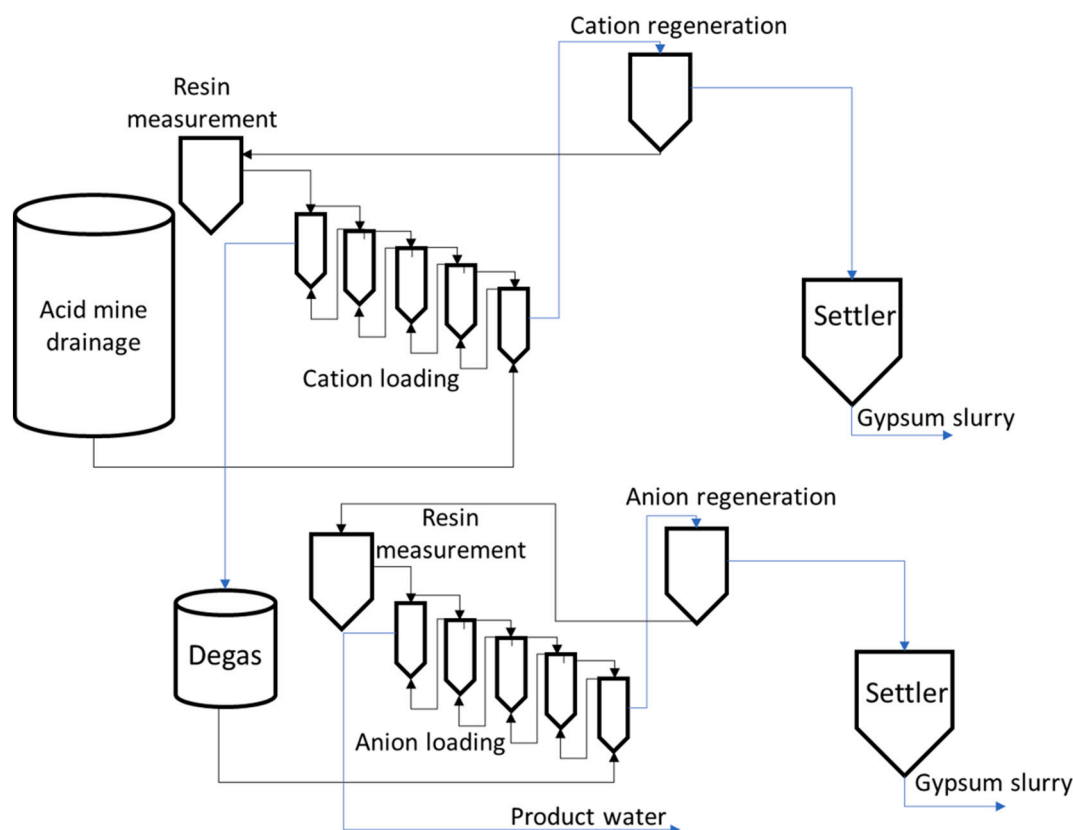 Cation regeneration
Resin
measurement
Acid mine
drainage
Settler
Cation loading
Gypsum slurry
Anion regeneration
Resin
measurement
Degas
Settler
Anion loading
Gypsum slurry
Product water